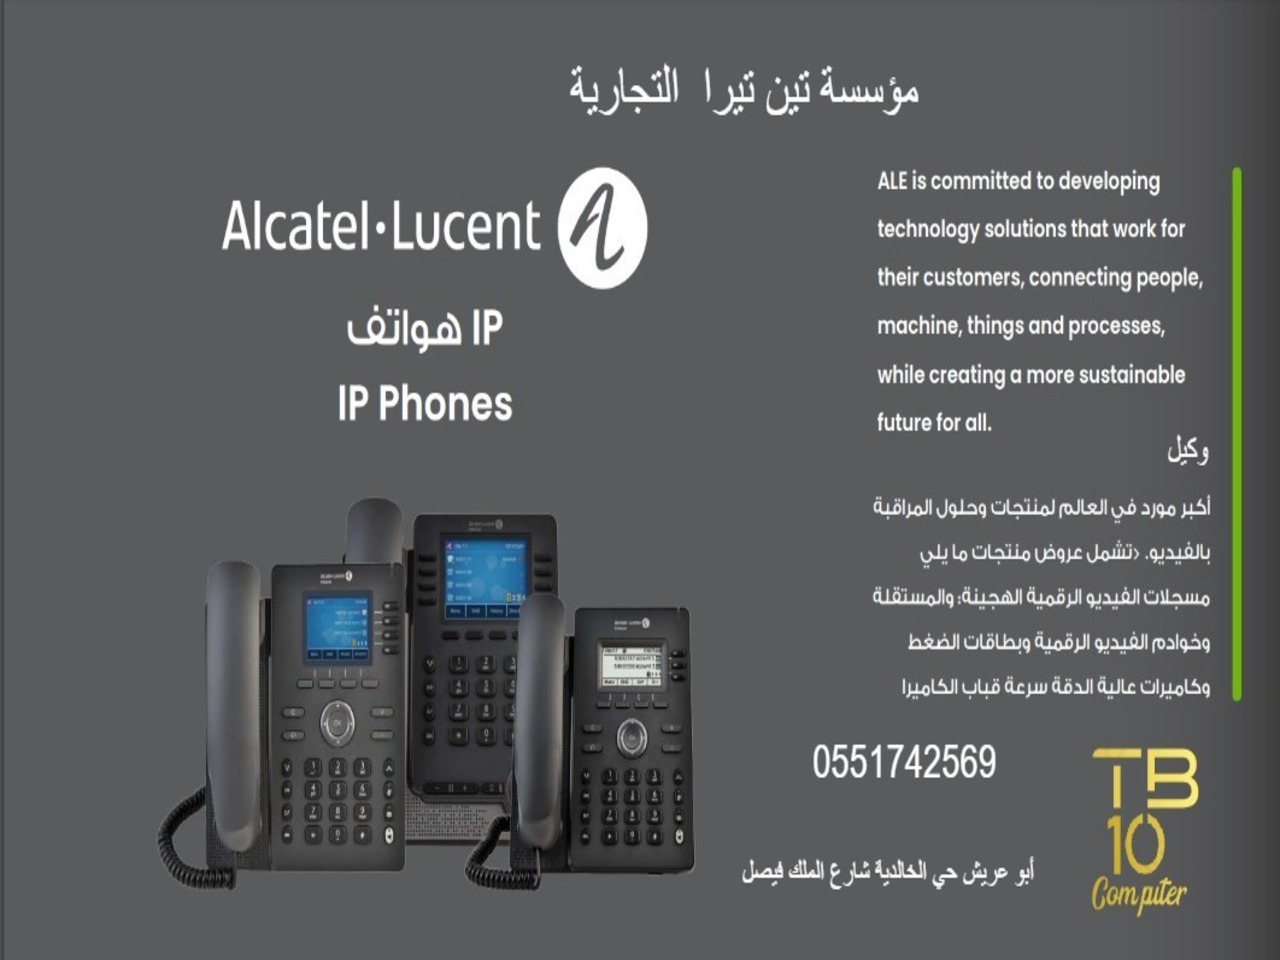 مؤسسة تين تيرا التجارية
Alcatel·Lucent
هواتف IP
IP Phones
ALE is committed to developing
technology solutions that work for
their customers, connecting people,
machine, things and processes,
while creating a more sustainable
future for all.
وكيل
أكبر مورد في العالم لمنتجات وحلول المراقبة
بالفيديو. ‹تشمل عروض منتجات ما يلي
مسجلات الفيديو الرقمية الهجينة؛ والمستقلة
وخوادم الفيديو الرقمية وبطاقات الضغط
وكاميرات عالية الدقة سرعة قباب الكاميرا
0551742569
أبو عريش حي الخالدية شارع الملك فيصل
TB
10
Computer